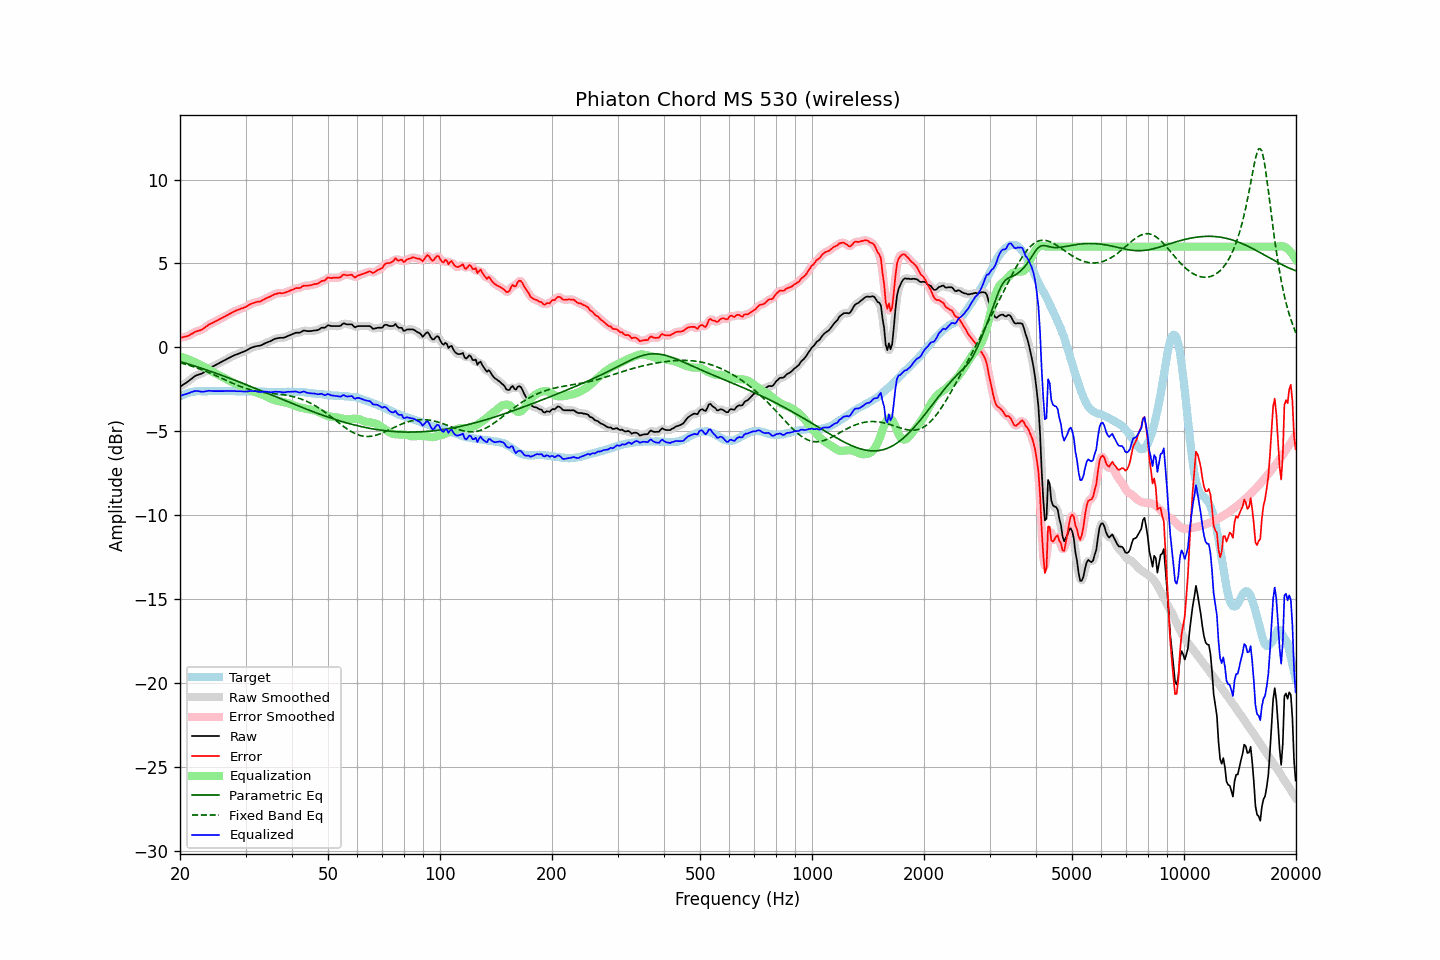 Phiaton Chord MS 530 (wireless)
Amplitude (dBr)
10
5
0
−5
−10
−15
−20
−25
−30
Target
Raw Smoothed
Error Smoothed
Raw
Error
Equalization
Parametric Eq
Fixed Band Eq
Equalized
20 50 100 200 500 1000 2000 5000 10000 20000
Frequency (Hz)